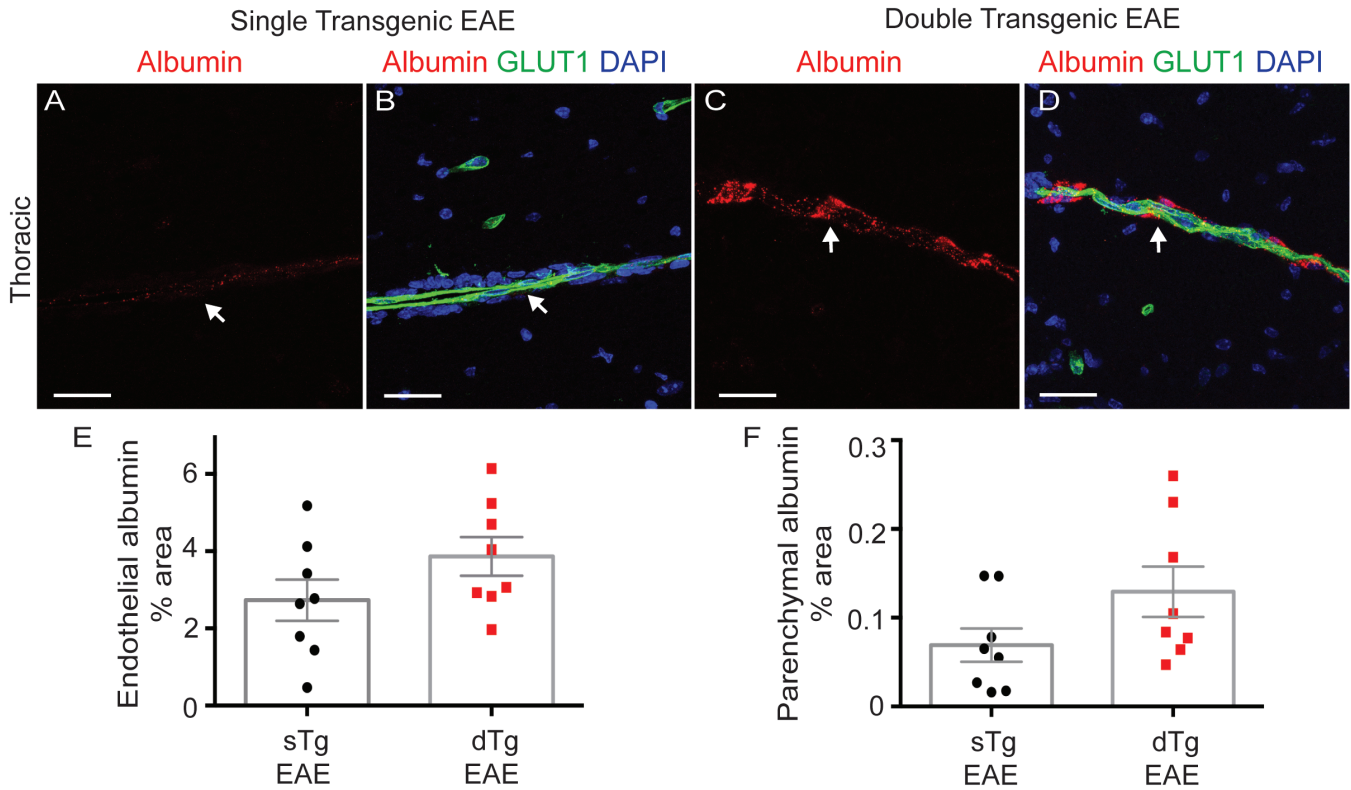 Single Transgenic EAE
Double Transgenic EAE
Albumin
Albumin GLUT1 DAPI
Albumin
Albumin GLUT1 DAPI
Thoracic
A
B
C
D
E
Endothelial albumin
% area
6
4
2
0
sTg
EAE
dTg
EAE
F
Parenchymal albumin
% area
0.3
0.2
0.1
0
sTg
EAE
dTg
EAE